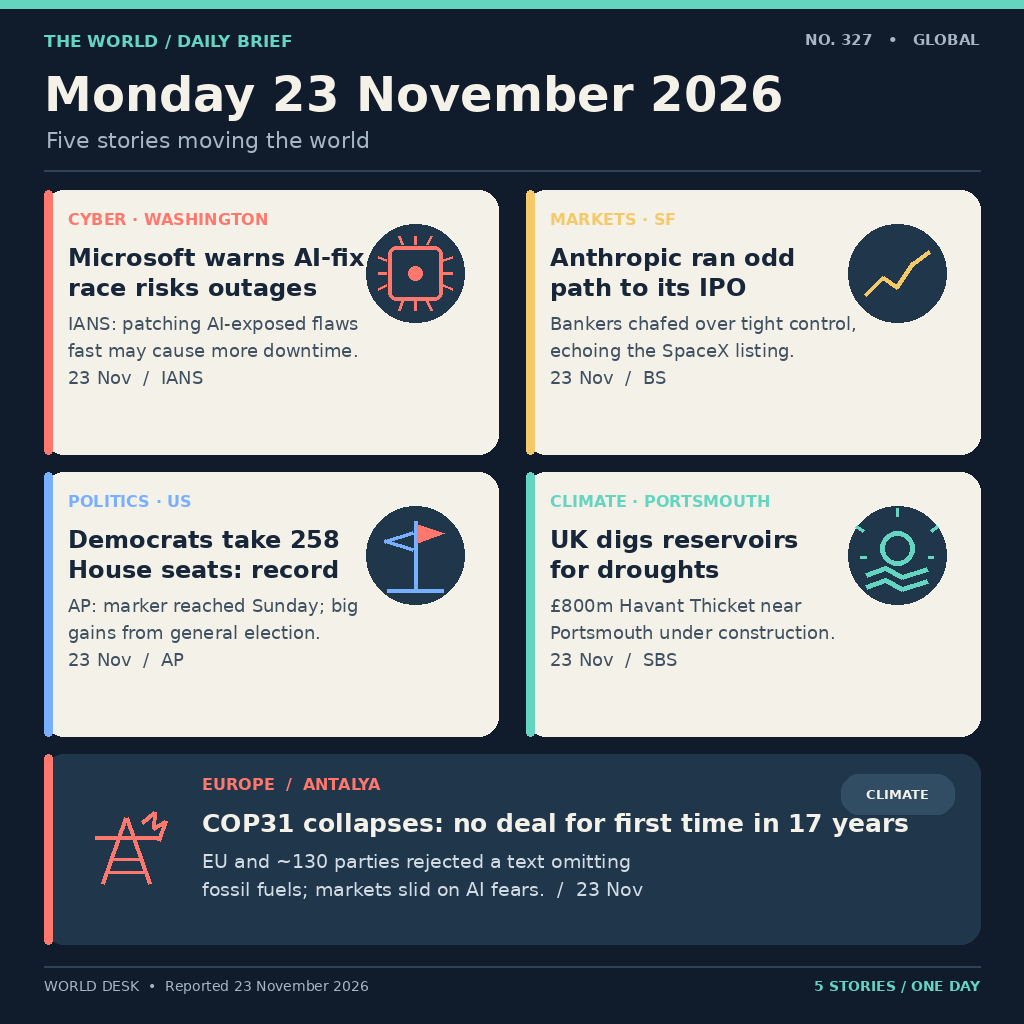 THE WORLD / DAILY BRIEF
NO. 327 • GLOBAL
Monday 23 November 2026
Five stories moving the world
CYBER · WASHINGTON
Microsoft warns AI-fix
race risks outages
IANS: patching AI-exposed flaws
fast may cause more downtime.
23 Nov / IANS
MARKETS · SF
Anthropic ran odd
path to its IPO
Bankers chafed over tight control,
echoing the SpaceX listing.
23 Nov / BS
POLITICS · US
Democrats take 258
House seats: record
AP: marker reached Sunday; big
gains from general election.
23 Nov / AP
CLIMATE · PORTSMOUTH
UK digs reservoirs
for droughts
£800m Havant Thicket near
Portsmouth under construction.
23 Nov / SBS
EUROPE / ANTALYA
CLIMATE
COP31 collapses: no deal for first time in 17 years
EU and ~130 parties rejected a text omitting
fossil fuels; markets slid on AI fears. / 23 Nov
WORLD DESK • Reported 23 November 2026
5 STORIES / ONE DAY